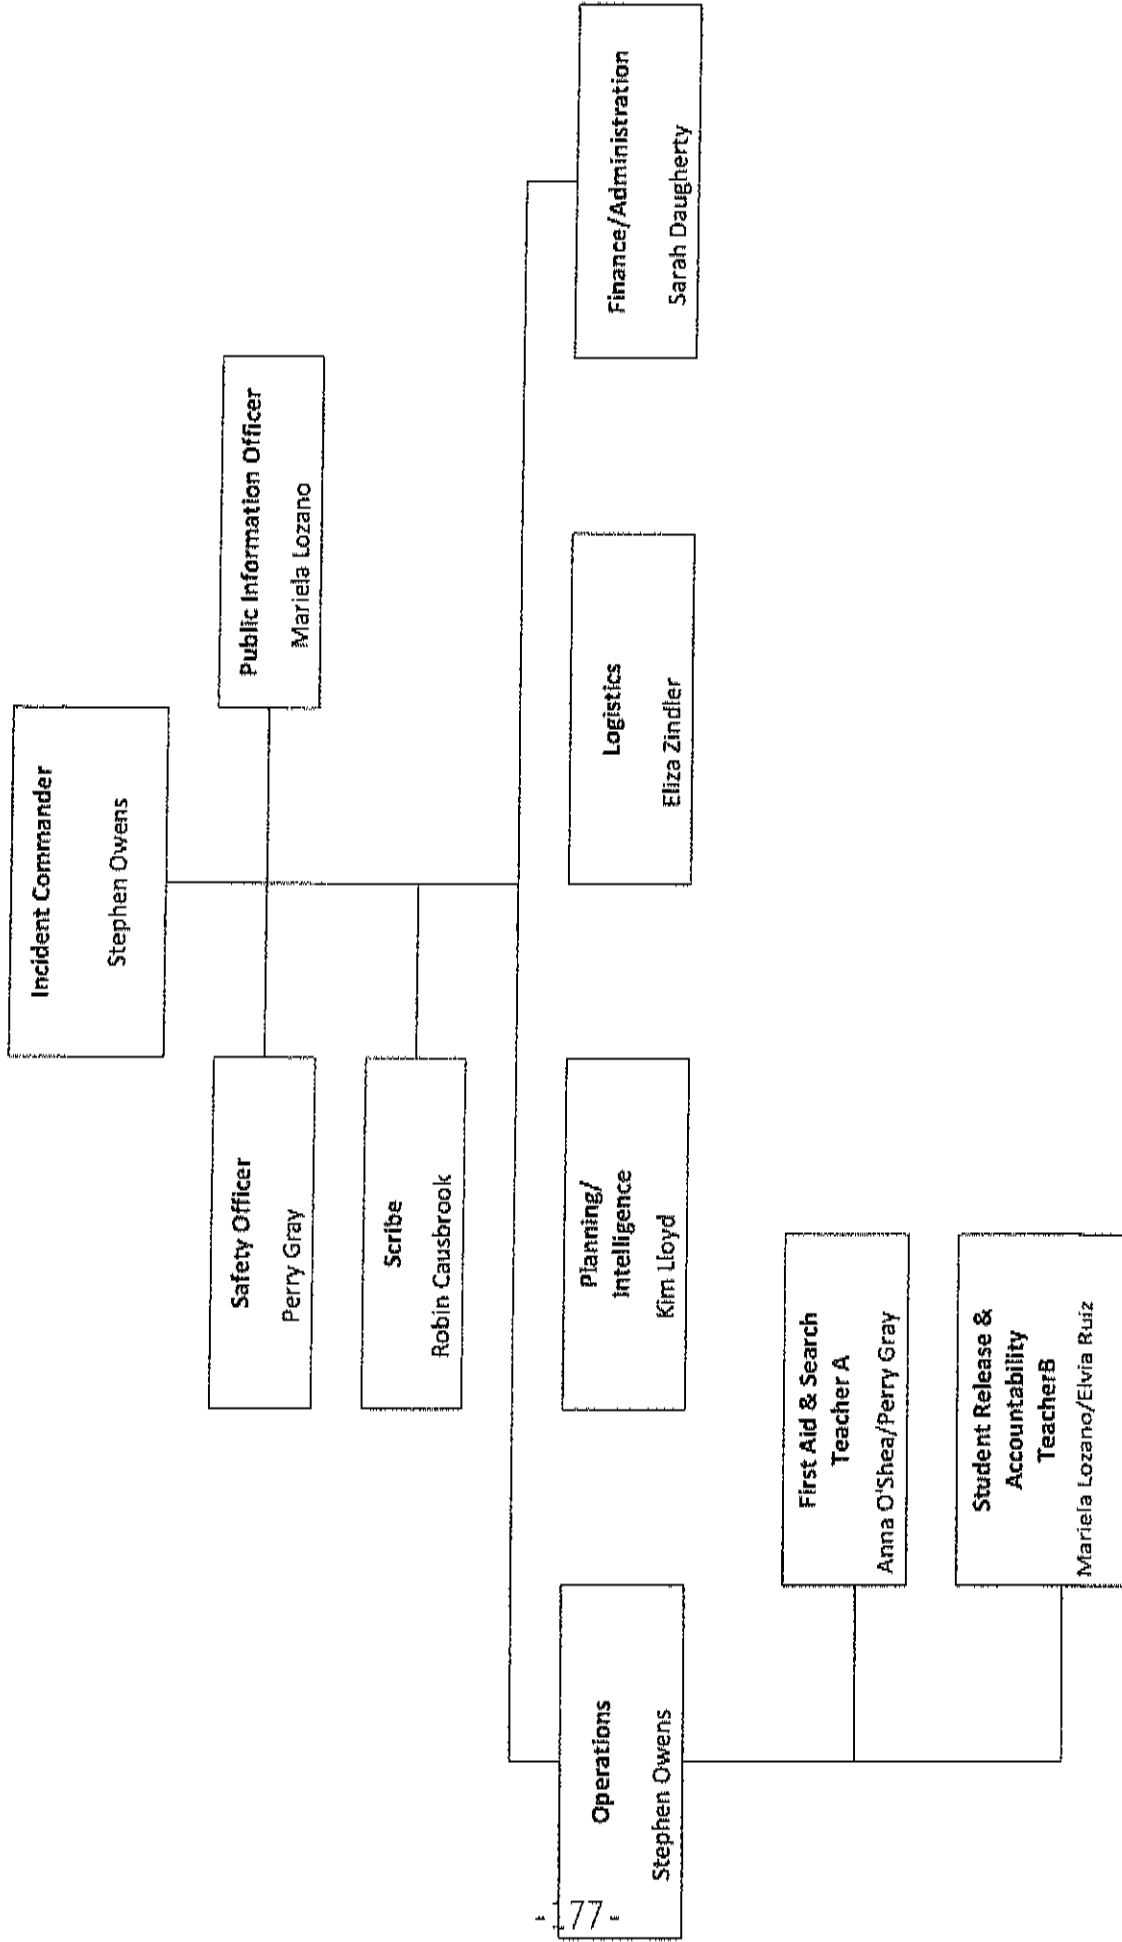 Incident Commander
Stephen Owens
Safety Officer
Perry Gray
Public Information Officer
Mariela Lozano
Scribe
Robin Causbrook
Operations
Stephen Owens
Planning/
Intelligence
Kim Lloyd
Logistics
Eliza Zindler
Finance/Administration
Sarah Daugherty
First Aid & Search
Teacher A
Anna O'Shea/Perry Gray
Student Release &
Accountability
TeacherB
Mariela Lozano/Elvia Ruiz
- 77 -